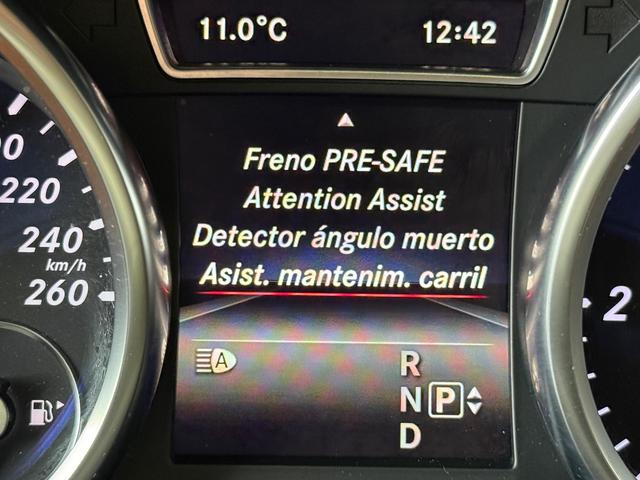 11.0°C 12:42
Freno PRE-SAFE
Attention Assist
Detector ángulo muerto
Asist. mantenim. carril
220
240
km/h
260
2
A
R
N P
D